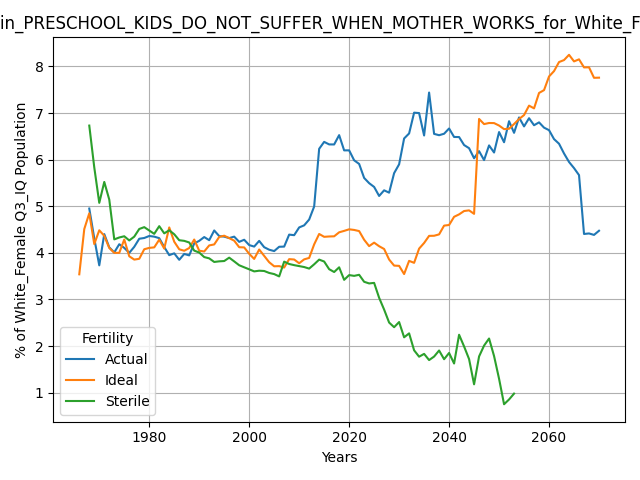 in_PRESCHOOL_KIDS_DO_NOT_SUFFER_WHEN_MOTHER_WORKS_for_White_F
% of White_Female Q3_IQ Population
8
7
6
5
4
3
2
1
Fertility
Actual
Ideal
Sterile
1980
2000
2020
2040
2060
Years